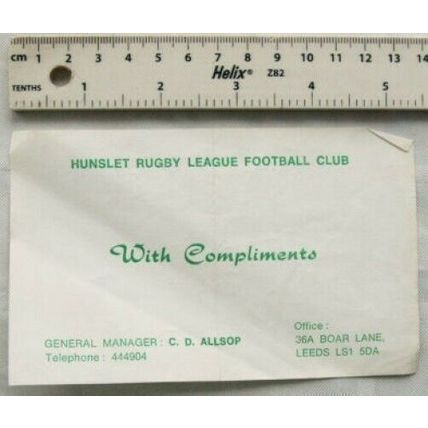 cm 1 2 3 4 5 6 7 8 9 10 11 12 13 14
Helix® Z82
TENTHS 1 2 3 4 5
HUNSLET RUGBY LEAGUE FOOTBALL CLUB
With Compliments
GENERAL MANAGER : C. D. ALLSOP
Telephone : 444904
Office :
36A BOAR LANE,
LEEDS LS1 5DA